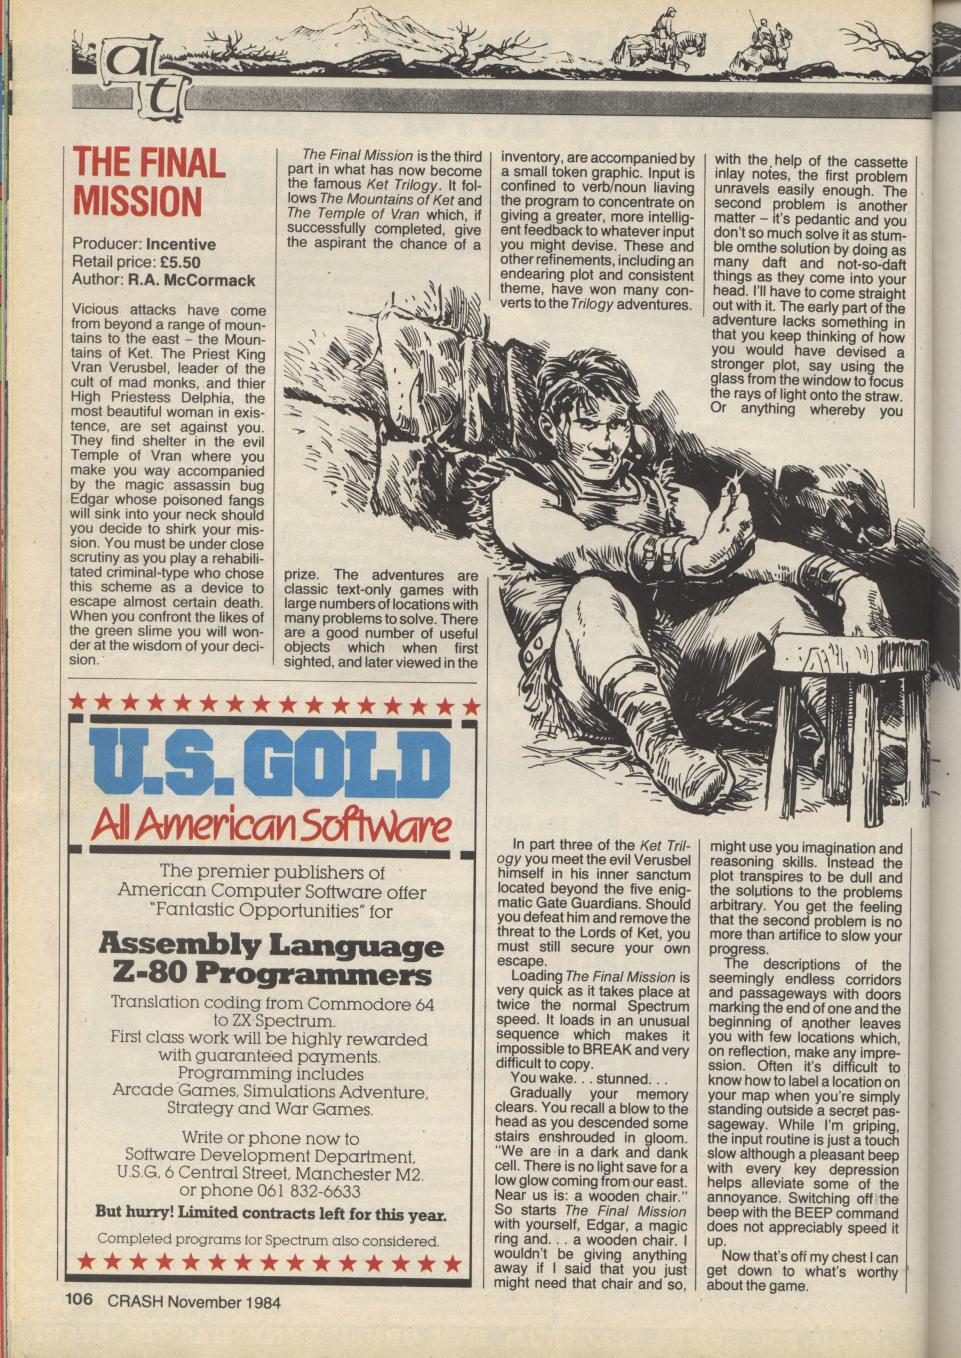 at
THE FINAL
MISSION
Producer: Incentive
Retail price: £5.50
Author: R.A. McCormack
Vicious attacks have come
from beyond a range of moun-
tains to the east – the Moun-
tains of Ket. The Priest King
Vran Verusbel, leader of the
cult of mad monks, and thier
High Priestess Delphia, the
most beautiful woman in exis-
tence, are set against you.
They find shelter in the evil
Temple of Vran where you
make you way accompanied
by the magic assassin bug
Edgar whose poisoned fangs
will sink into your neck should
you decide to shirk your mis-
sion. You must be under close
scrutiny as you play a rehabili-
tated criminal-type who chose
this scheme as a device to
escape almost certain death.
When you confront the likes of
the green slime you will won-
der at the wisdom of your deci-
sion.
The Final Mission is the third
part in what has now become
the famous Ket Trilogy. It fol-
lows The Mountains of Ket and
The Temple of Vran which, if
successfully completed, give
the aspirant the chance of a
prize. The adventures are
classic text-only games with
large numbers of locations with
many problems to solve. There
are a good number of useful
objects which when first
sighted, and later viewed in the
inventory, are accompanied by
a small token graphic. Input is
confined to verb/noun liaving
the program to concentrate on
giving a greater, more intellig-
ent feedback to whatever input
you might devise. These and
other refinements, including an
endearing plot and consistent
theme, have won many con-
verts to the Trilogy adventures.
In part three of the Ket Tril-
ogy you meet the evil Verusbel
himself in his inner sanctum
located beyond the five enig-
matic Gate Guardians. Should
you defeat him and remove the
threat to the Lords of Ket, you
must still secure your own
escape.
Loading The Final Mission is
very quick as it takes place at
twice the normal Spectrum
speed. It loads in an unusual
sequence which makes it
impossible to BREAK and very
difficult to copy.
You wake. . . stunned. . .
Gradually your memory
clears. You recall a blow to the
head as you descended some
stairs enshrouded in gloom.
"We are in a dark and dank
cell. There is no light save for a
low glow coming from our east.
Near us is: a wooden chair."
So starts The Final Mission
with yourself, Edgar, a magic
ring and. . . a wooden chair. I
wouldn't be giving anything
away if I said that you just
might need that chair and so,
with the help of the cassette
inlay notes, the first problem
unravels easily enough. The
second problem is another
matter – it's pedantic and you
don't so much solve it as stum-
ble omthe solution by doing as
many daft and not-so-daft
things as they come into your
head. I'll have to come straight
out with it. The early part of the
adventure lacks something in
that you keep thinking of how
you would have devised a
stronger plot, say using the
glass from the window to focus
the rays of light onto the straw.
Or anything whereby you
might use you imagination and
reasoning skills. Instead the
plot transpires to be dull and
the solutions to the problems
arbitrary. You get the feeling
that the second problem is no
more than artifice to slow your
progress.
The descriptions of the
seemingly endless corridors
and passageways with doors
marking the end of one and the
beginning of another leaves
you with few locations which,
on reflection, make any impre-
ssion. Often it's difficult to
know how to label a location on
your map when you're simply
standing outside a secret pas-
sageway. While I'm griping,
the input routine is just a touch
slow although a pleasant beep
with every key depression
helps alleviate some of the
annoyance. Switching off the
beep with the BEEP command
does not appreciably speed it
up.
Now that's off my chest I can
get down to what's worthy
about the game.
U.S. GOLD
All American Software
The premier publishers of
American Computer Software offer
"Fantastic Opportunities" for
Assembly Language
Z-80 Programmers
Translation coding from Commodore 64
to ZX Spectrum.
First class work will be highly rewarded
with guaranteed payments.
Programming includes
Arcade Games, Simulations Adventure,
Strategy and War Games.
Write or phone now to
Software Development Department,
U.S.G, 6 Central Street, Manchester M2.
or phone 061 832-6633
But hurry! Limited contracts left for this year.
Completed programs for Spectrum also considered.
106 CRASH November 1984